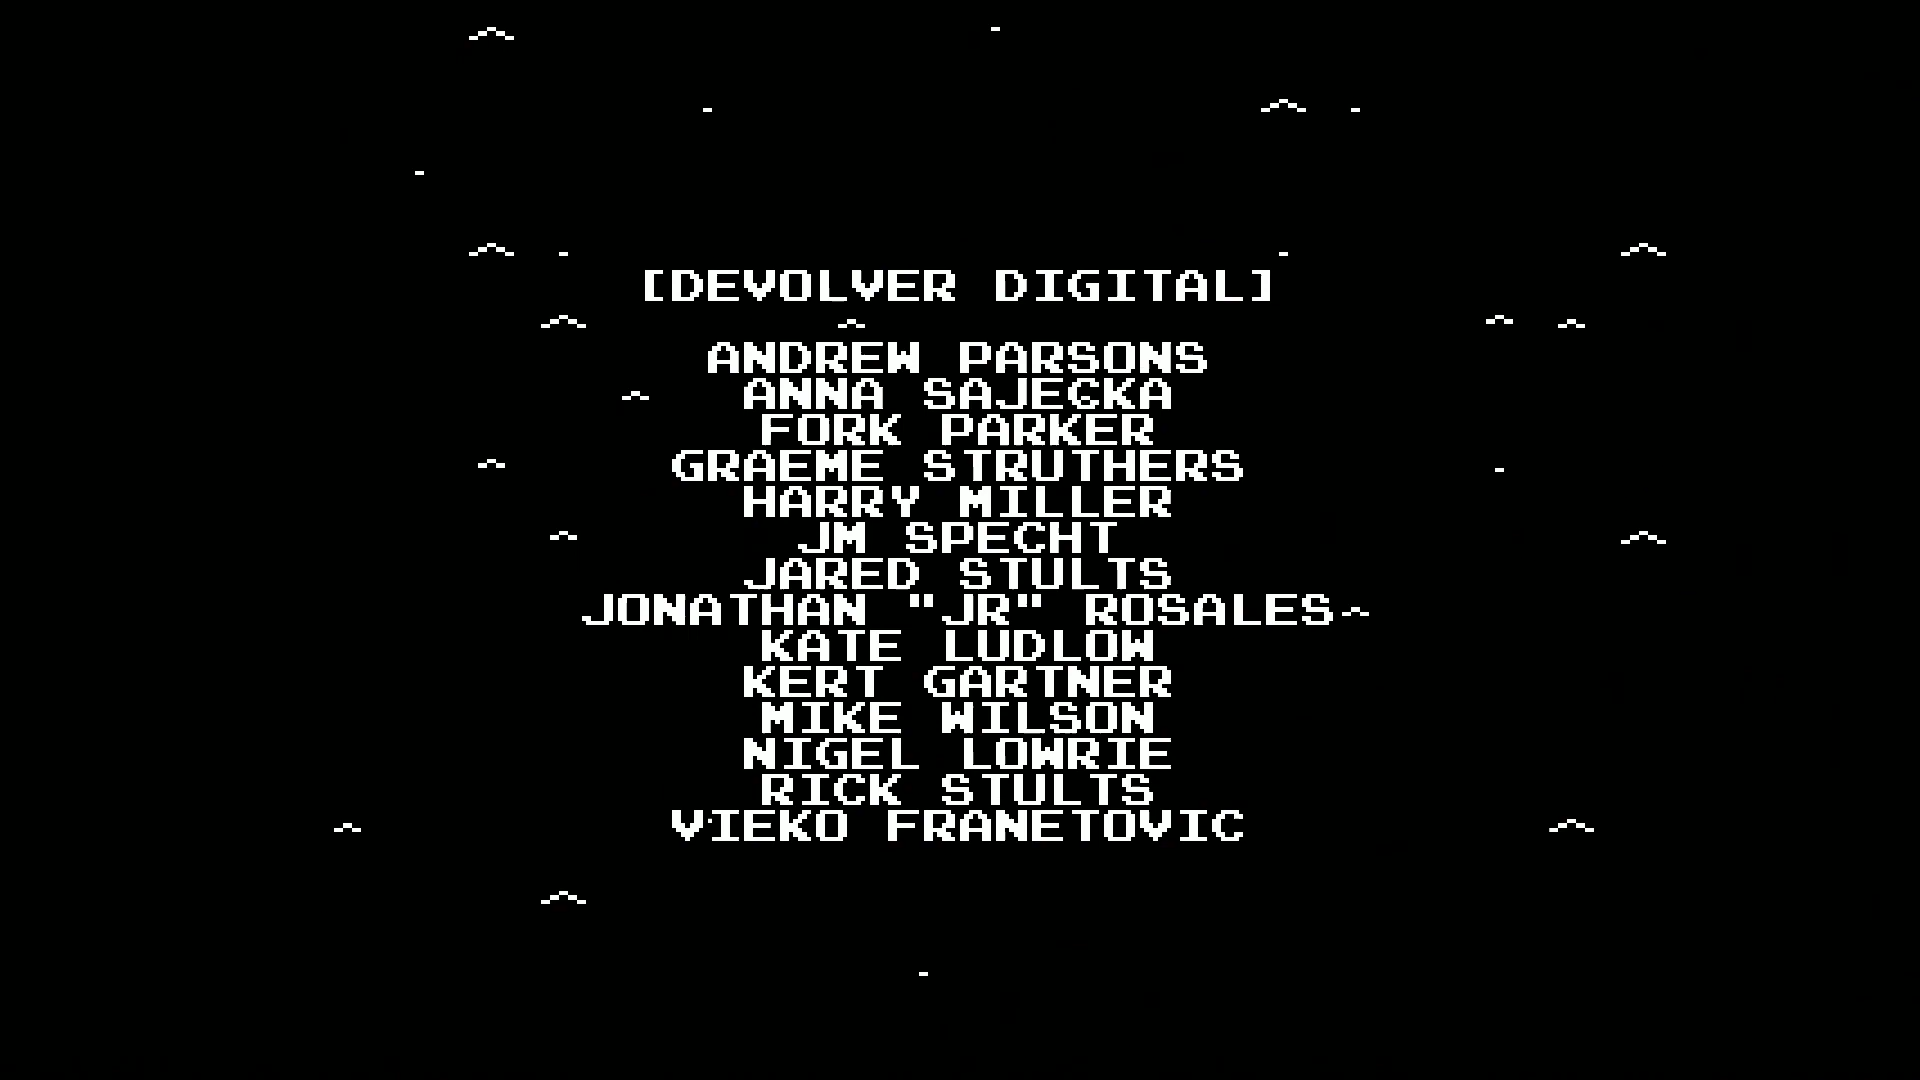 [DEVOLVER DIGITAL]
ANDREW PARSONS
ANNA SAJECKA
FORK PARKER
GRAEME STRUTHERS
HARRY MILLER
JM SPECHT
JARED STULTS
JONATHAN "JR" ROSALES
KATE LUDLOW
KERT GARTNER
MIKE WILSON
NIGEL LOWRIE
RICK STULTS
VIEKO FRANETOVIC